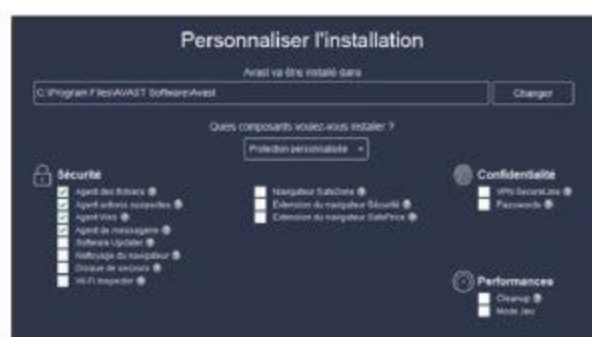 Personnaliser l'installation
Avast va être installé dans
C:\Program Files\AVAST Software\Avast
Changer
Quels composants voulez-vous installer ?
Protection personnalisée
Sécurité
Agent des fichiers
Agent actions suspectes
Agent Web
Agent de messagerie
Software Updater
Nettoyage du navigateur
Disque de secours
Wi-Fi Inspector
Navigateur SafeZone
Extension du navigateur Sécurité
Extension du navigateur SafePrice
Confidentialité
VPN SecureLine
Passwords
Performances
Cleanup
Mode Jeu